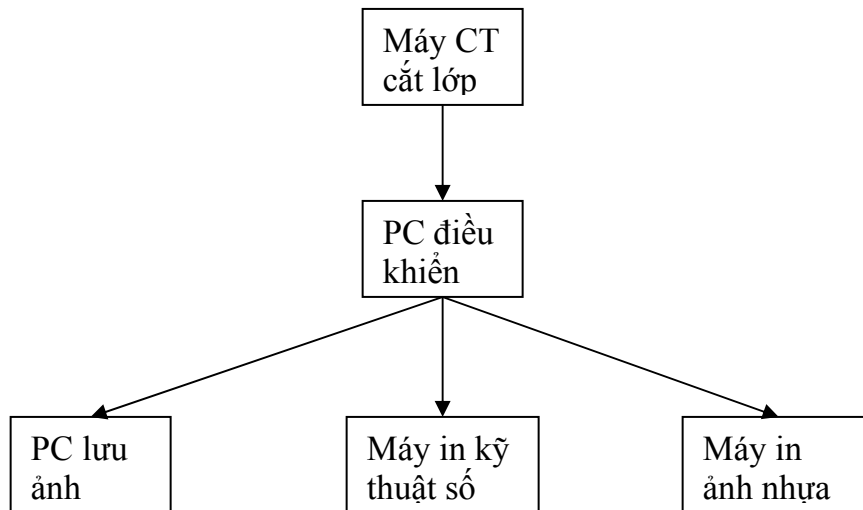 Máy CT
cắt lớp
PC điều
khiển
PC lưu
ảnh
Máy in kỹ
thuật số
Máy in
ảnh nhựa